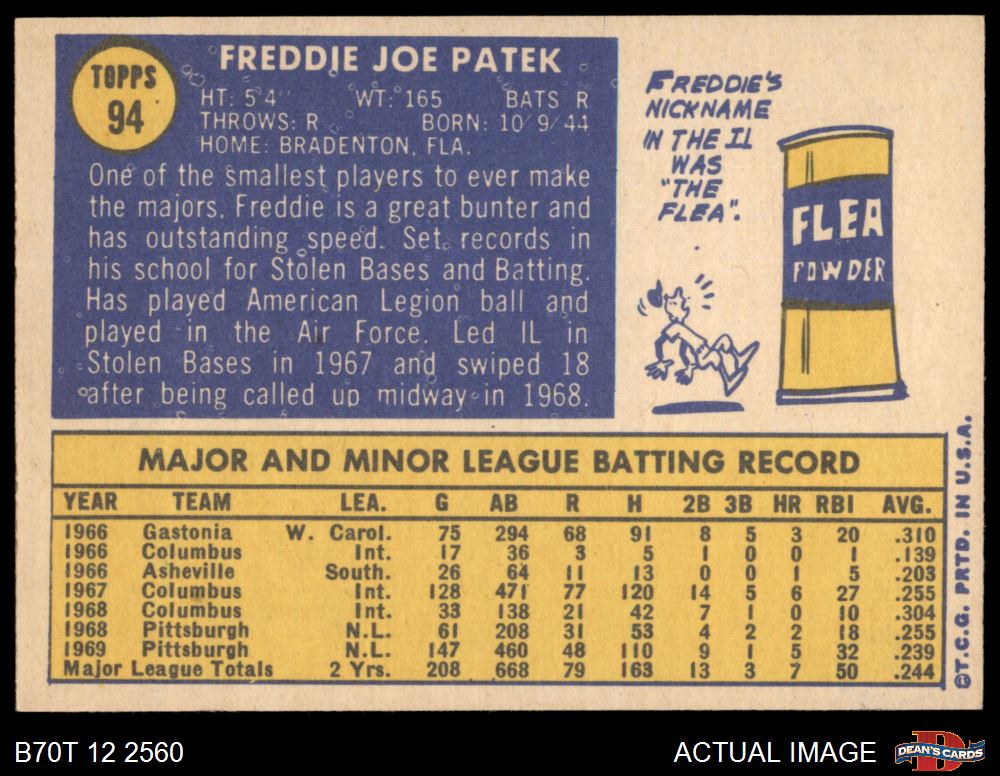 TOPPS
94
FREDDIE JOE PATEK
HT: 5'4" WT: 165 BATS R
THROWS: R BORN: 10/9/44
HOME: BRADENTON, FLA.
One of the smallest players to ever make
the majors, Freddie is a great bunter and
has outstanding speed. Set records in
his school for Stolen Bases and Batting.
Has played American Legion ball and
played in the Air Force. Led IL in
Stolen Bases in 1967 and swiped 18
after being called up midway in 1968.
FREDDIE'S
NICKNAME
IN THE IL
WAS
"THE
FLEA".
FLEA
POWDER
MAJOR AND MINOR LEAGUE BATTING RECORD
YEAR TEAM LEA. G AB R H 2B 3B HR RBI AVG.
1966 Gastonia W. Carol. 75 294 68 91 8 5 3 20 .310
1966 Columbus Int. 17 36 3 5 1 0 0 1 .139
1966 Asheville South. 26 64 11 13 0 0 1 5 .203
1967 Columbus Int. 128 471 77 120 14 5 6 27 .255
1968 Columbus Int. 33 138 21 42 7 1 0 10 .304
1968 Pittsburgh N.L. 61 208 31 53 4 2 2 18 .255
1969 Pittsburgh N.L. 147 460 48 110 9 1 5 32 .239
Major League Totals 2 Yrs. 208 668 79 163 13 3 7 50 .244
©T.C.G. PRTD. IN U.S.A.
B70T 12 2560
ACTUAL IMAGE
D
DEAN'S CARDS